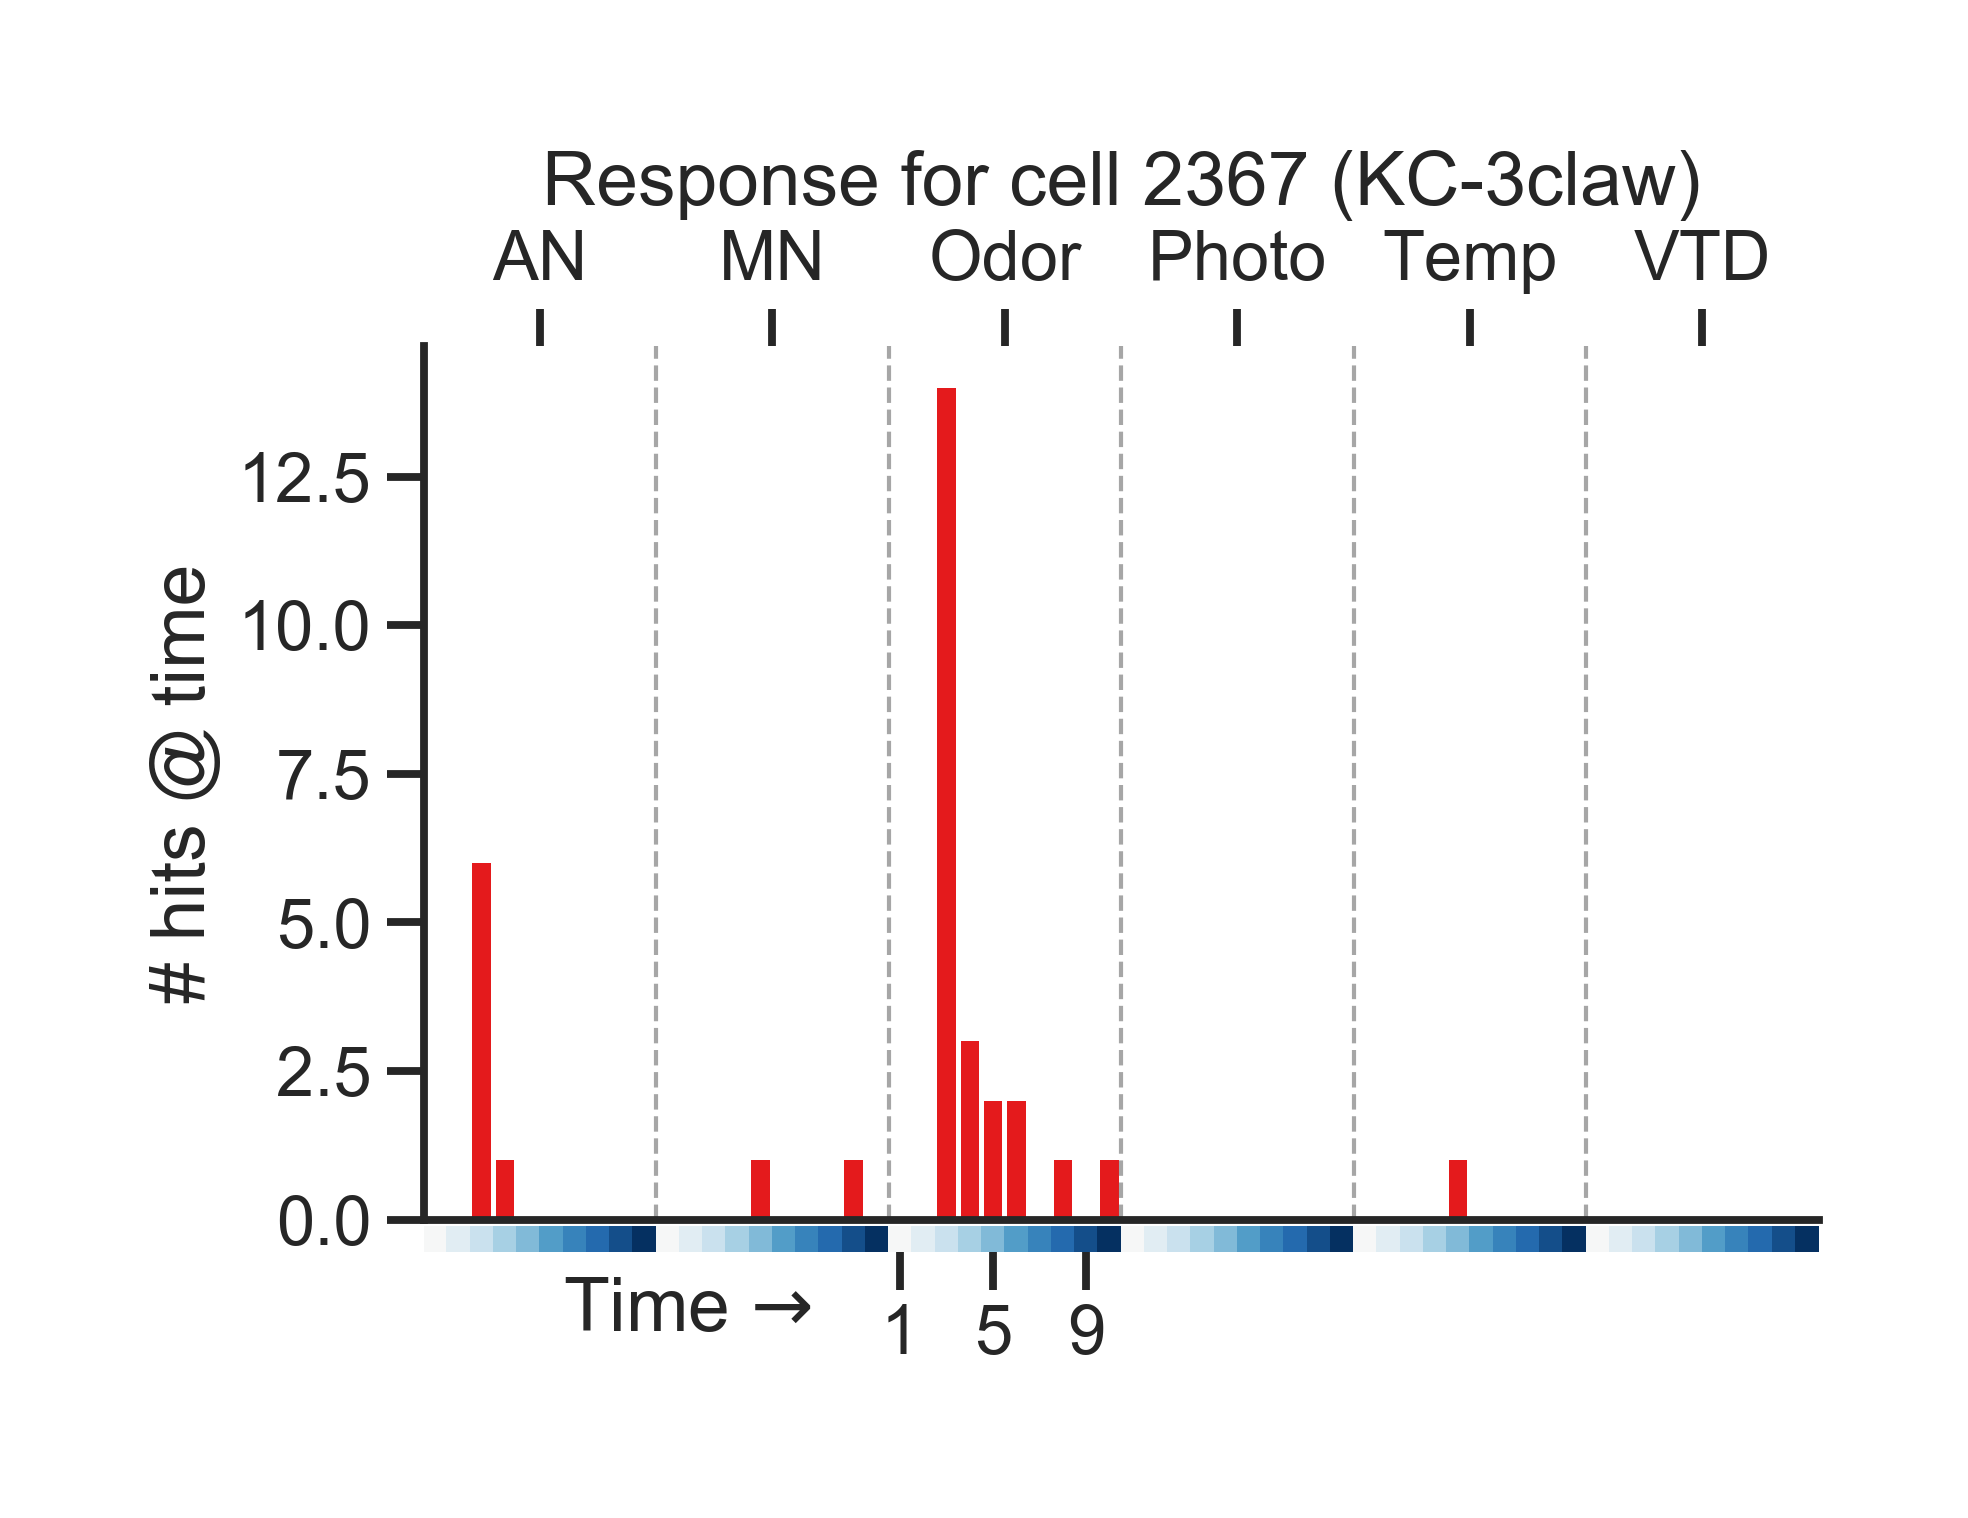 Response for cell 2367 (KC-3claw)
AN MN Odor Photo Temp VTD
# hits @ time
12.5
10.0
7.5
5.0
2.5
0.0
Time →
1 5 9